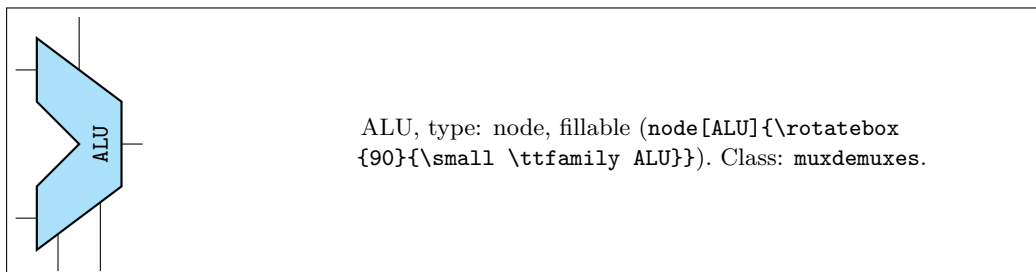 ALU
ALU, type: node, fillable (node[ALU]{\rotatebox
{90}{\small \ttfamily ALU}}). Class: muxdemuxes.